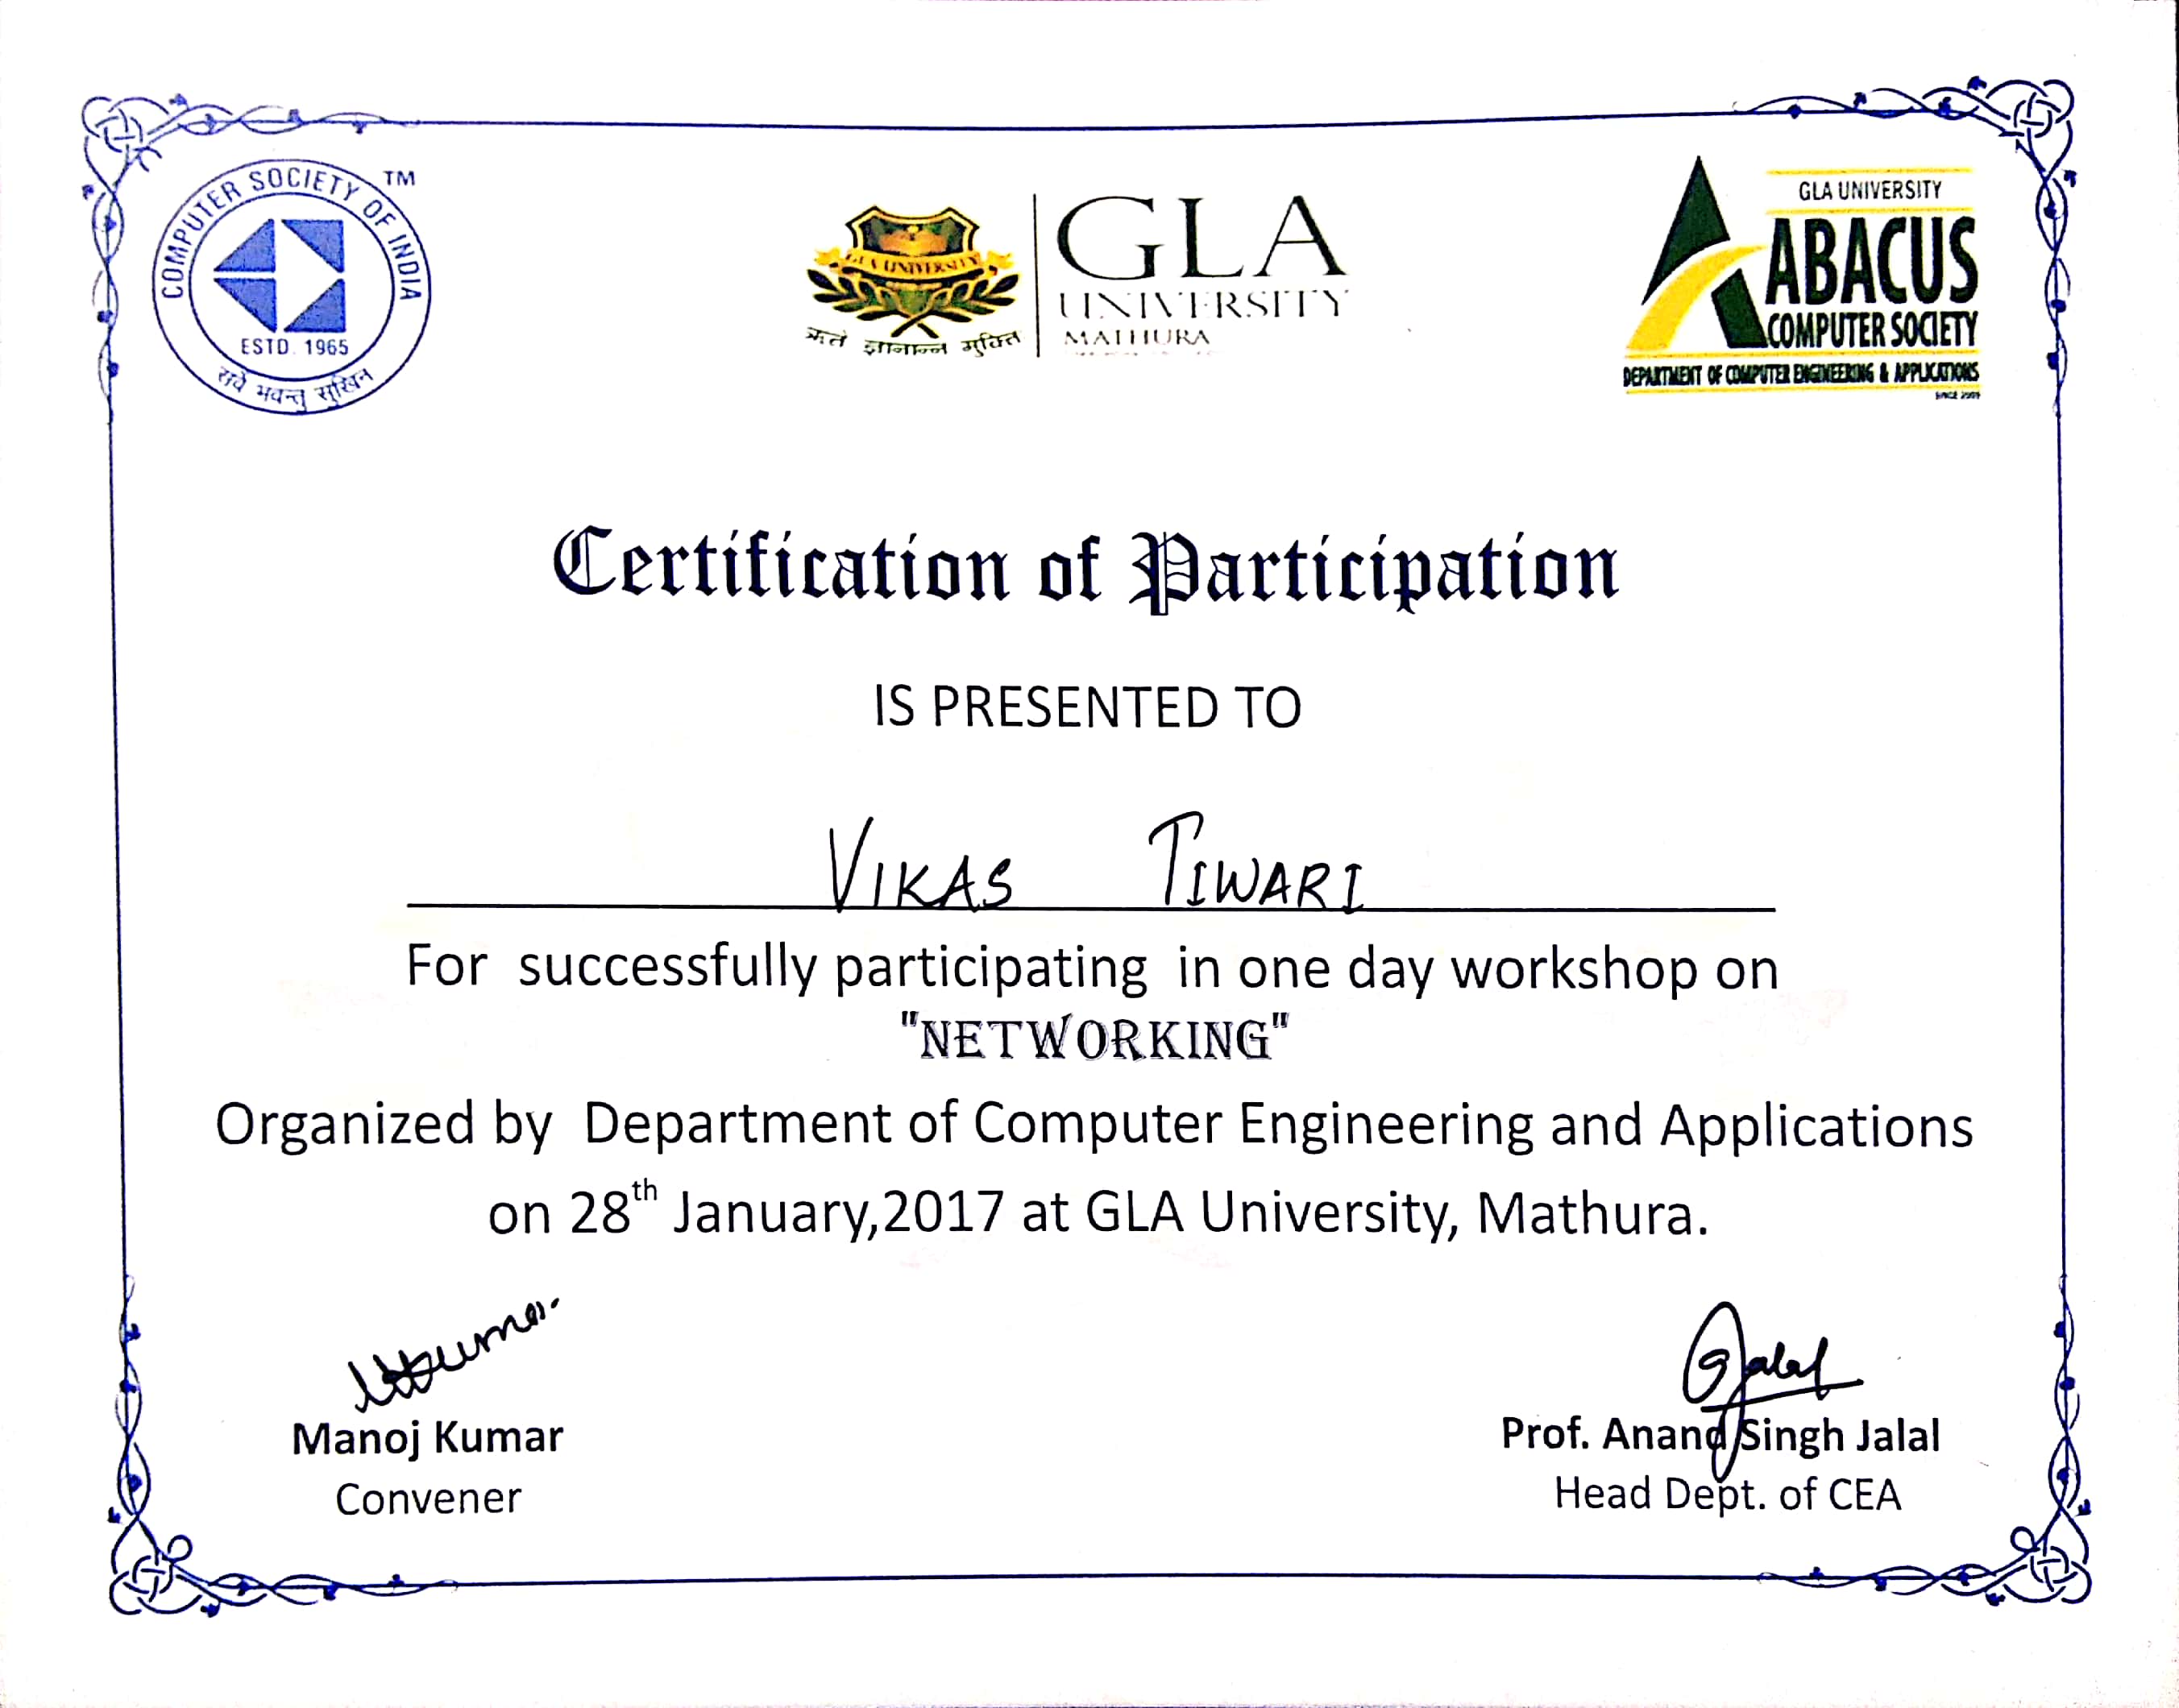 COMPUTER SOCIETY OF INDIA
TM
ESTD. 1965
सर्वे भवन्तु सुखिन
GLA UNIVERSITY
ऋते ज्ञानान्न मुक्ति
GLA
UNIVERSITY
MATHURA
GLA UNIVERSITY
ABACUS
COMPUTER SOCIETY
DEPARTMENT OF COMPUTER ENGINEERING & APPLICATIONS
SINCE 2009
Certification of Participation
IS PRESENTED TO
VIKAS TIWARI
For successfully participating in one day workshop on
"NETWORKING"
Organized by Department of Computer Engineering and Applications
on 28th January,2017 at GLA University, Mathura.
MKumar
Jalal
Manoj Kumar
Prof. Anand Singh Jalal
Convener
Head Dept. of CEA